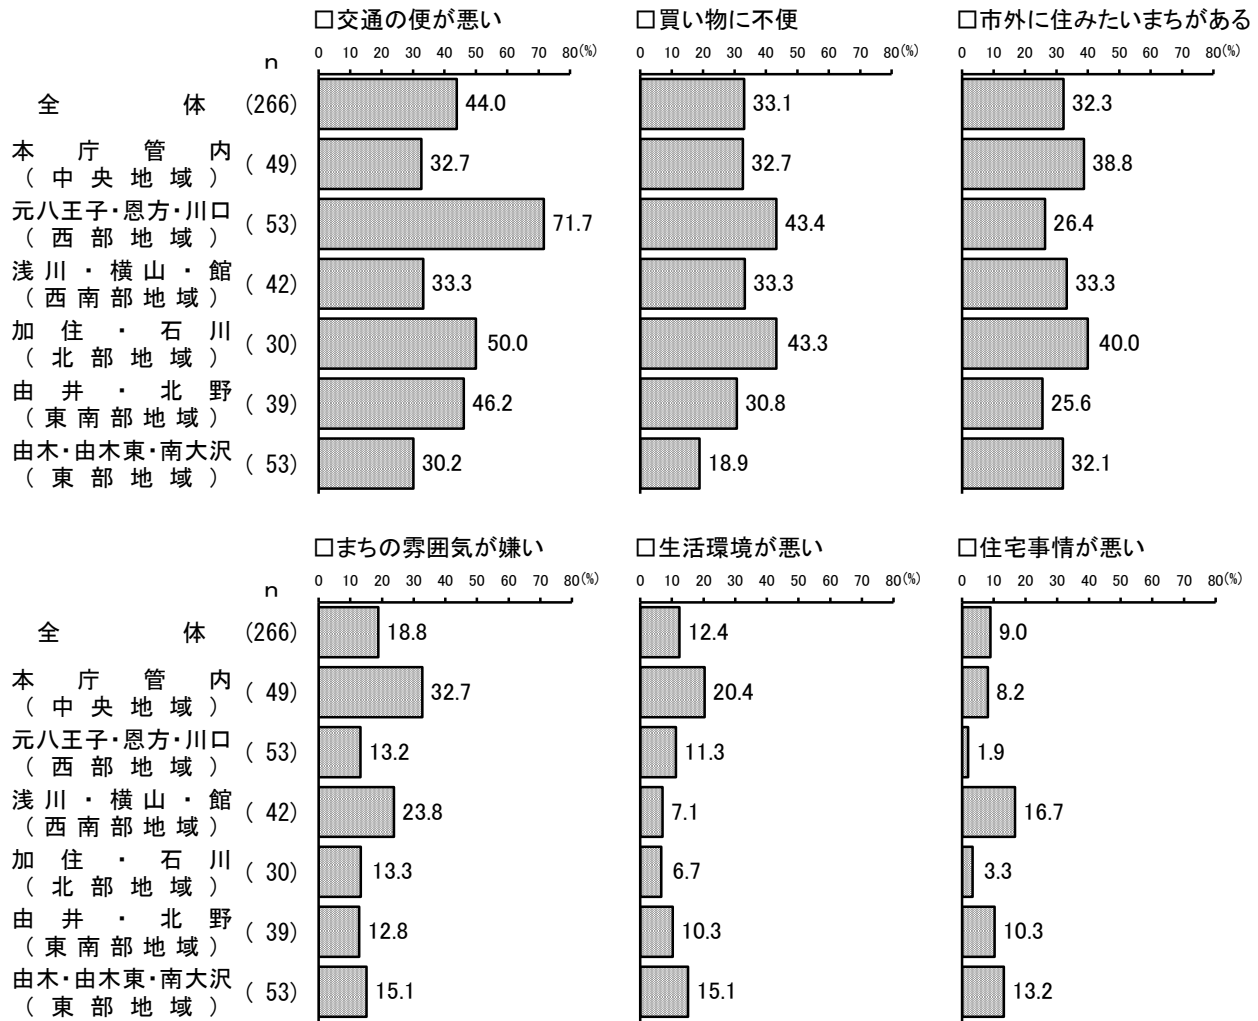 □交通の便が悪い □買い物に不便 □市外に住みたいまちがある
0 10 20 30 40 50 60 70 80(%) 0 10 20 30 40 50 60 70 80(%) 0 10 20 30 40 50 60 70 80(%)
n
全体 (266) 44.0 33.1 32.3
本庁管内
(中央地域) ( 49) 32.7 32.7 38.8
元八王子・恩方・川口
(西部地域) ( 53) 71.7 43.4 26.4
浅川・横山・館
(西南部地域) ( 42) 33.3 33.3 33.3
加住・石川
(北部地域) ( 30) 50.0 43.3 40.0
由井・北野
(東南部地域) ( 39) 46.2 30.8 25.6
由木・由木東・南大沢
(東部地域) ( 53) 30.2 18.9 32.1
□まちの雰囲気が嫌い □生活環境が悪い □住宅事情が悪い
0 10 20 30 40 50 60 70 80(%) 0 10 20 30 40 50 60 70 80(%) 0 10 20 30 40 50 60 70 80(%)
n
全体 (266) 18.8 12.4 9.0
本庁管内
(中央地域) ( 49) 32.7 20.4 8.2
元八王子・恩方・川口
(西部地域) ( 53) 13.2 11.3 1.9
浅川・横山・館
(西南部地域) ( 42) 23.8 7.1 16.7
加住・石川
(北部地域) ( 30) 13.3 6.7 3.3
由井・北野
(東南部地域) ( 39) 12.8 10.3 10.3
由木・由木東・南大沢
(東部地域) ( 53) 15.1 15.1 13.2